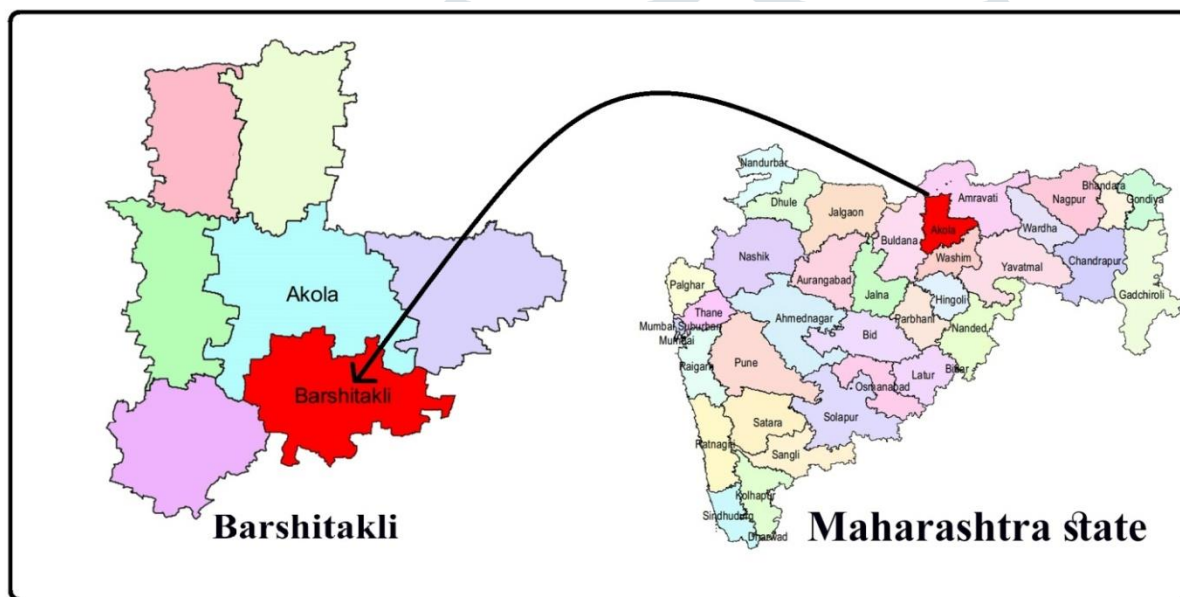 Akola
Barshitakli
Barshitakli
Nandurbar
Dhule
Jalgaon
Buldana
Akola
Amravati
Nagpur
Bhandara
Gondiya
Wardha
Washim
Nashik
Aurangabad
Jalna
Hingoli
Yavatmal
Chandrapur
Gadchiroli
Palghar
Thane
Ahmednagar
Parbhani
Nanded
Mumbai Suburban
Mumbai
Bid
Raigarh
Pune
Latur
Osmanabad
Solapur
Satara
Ratnagiri
Sangli
Kolhapur
Sindhudurg
Dharwad
Maharashtra state